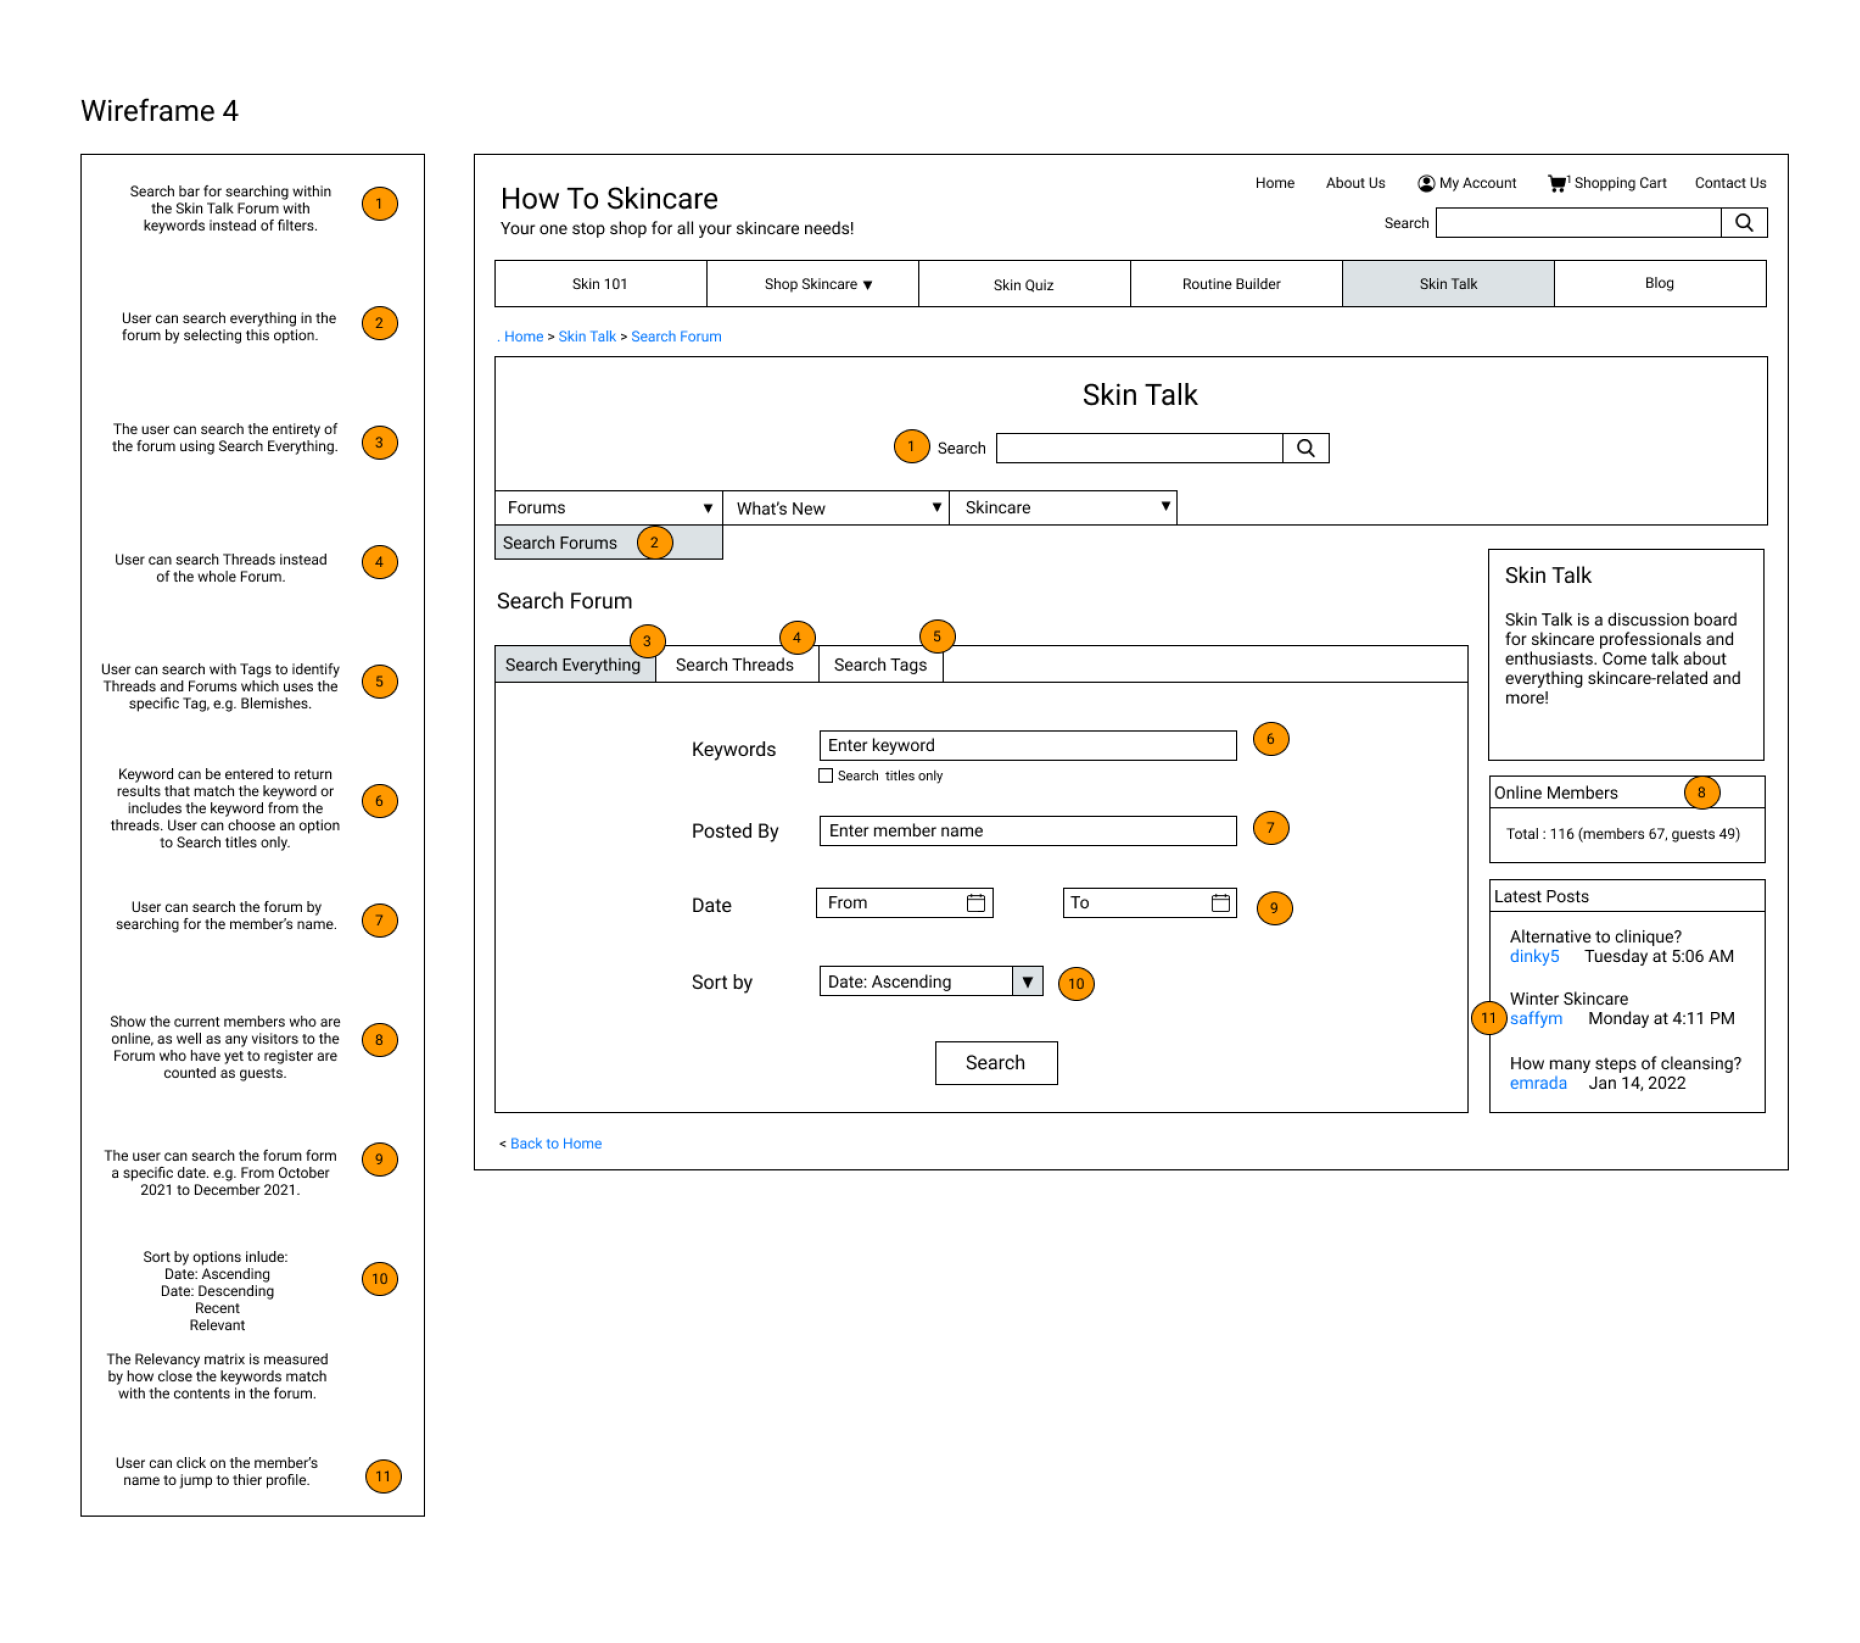 Wireframe 4
Search bar for searching within
the Skin Talk Forum with
keywords instead of filters.
1
User can search everything in the
forum by selecting this option.
2
The user can search the entirety of
the forum using Search Everything.
3
User can search Threads instead
of the whole Forum.
4
User can search with Tags to identify
Threads and Forums which uses the
specific Tag, e.g. Blemishes.
5
Keyword can be entered to return
results that match the keyword or
includes the keyword from the
threads. User can choose an option
to Search titles only.
6
User can search the forum by
searching for the member's name.
7
Show the current members who are
online, as well as any visitors to the
Forum who have yet to register are
counted as guests.
8
The user can search the forum form
a specific date. e.g. From October
2021 to December 2021.
9
Sort by options inlude:
Date: Ascending
Date: Descending
Recent
Relevant
10
The Relevancy matrix is measured
by how close the keywords match
with the contents in the forum.
User can click on the member's
name to jump to thier profile.
11
How To Skincare
Your one stop shop for all your skincare needs!
Home About Us My Account 1 Shopping Cart Contact Us
Search
Skin 101 Shop Skincare ▼ Skin Quiz Routine Builder Skin Talk Blog
. Home > Skin Talk > Search Forum
Skin Talk
1 Search
Forums ▼ What's New ▼ Skincare ▼
Search Forums 2
Search Forum
3 4 5
Search Everything Search Threads Search Tags
Keywords Enter keyword 6
Search titles only
Posted By Enter member name 7
Date From To 9
Sort by Date: Ascending ▼ 10
Search
< Back to Home
Skin Talk
Skin Talk is a discussion board
for skincare professionals and
enthusiasts. Come talk about
everything skincare-related and
more!
Online Members 8
Total : 116 (members 67, guests 49)
Latest Posts
Alternative to clinique?
dinky5 Tuesday at 5:06 AM
Winter Skincare
11 saffym Monday at 4:11 PM
How many steps of cleansing?
emrada Jan 14, 2022